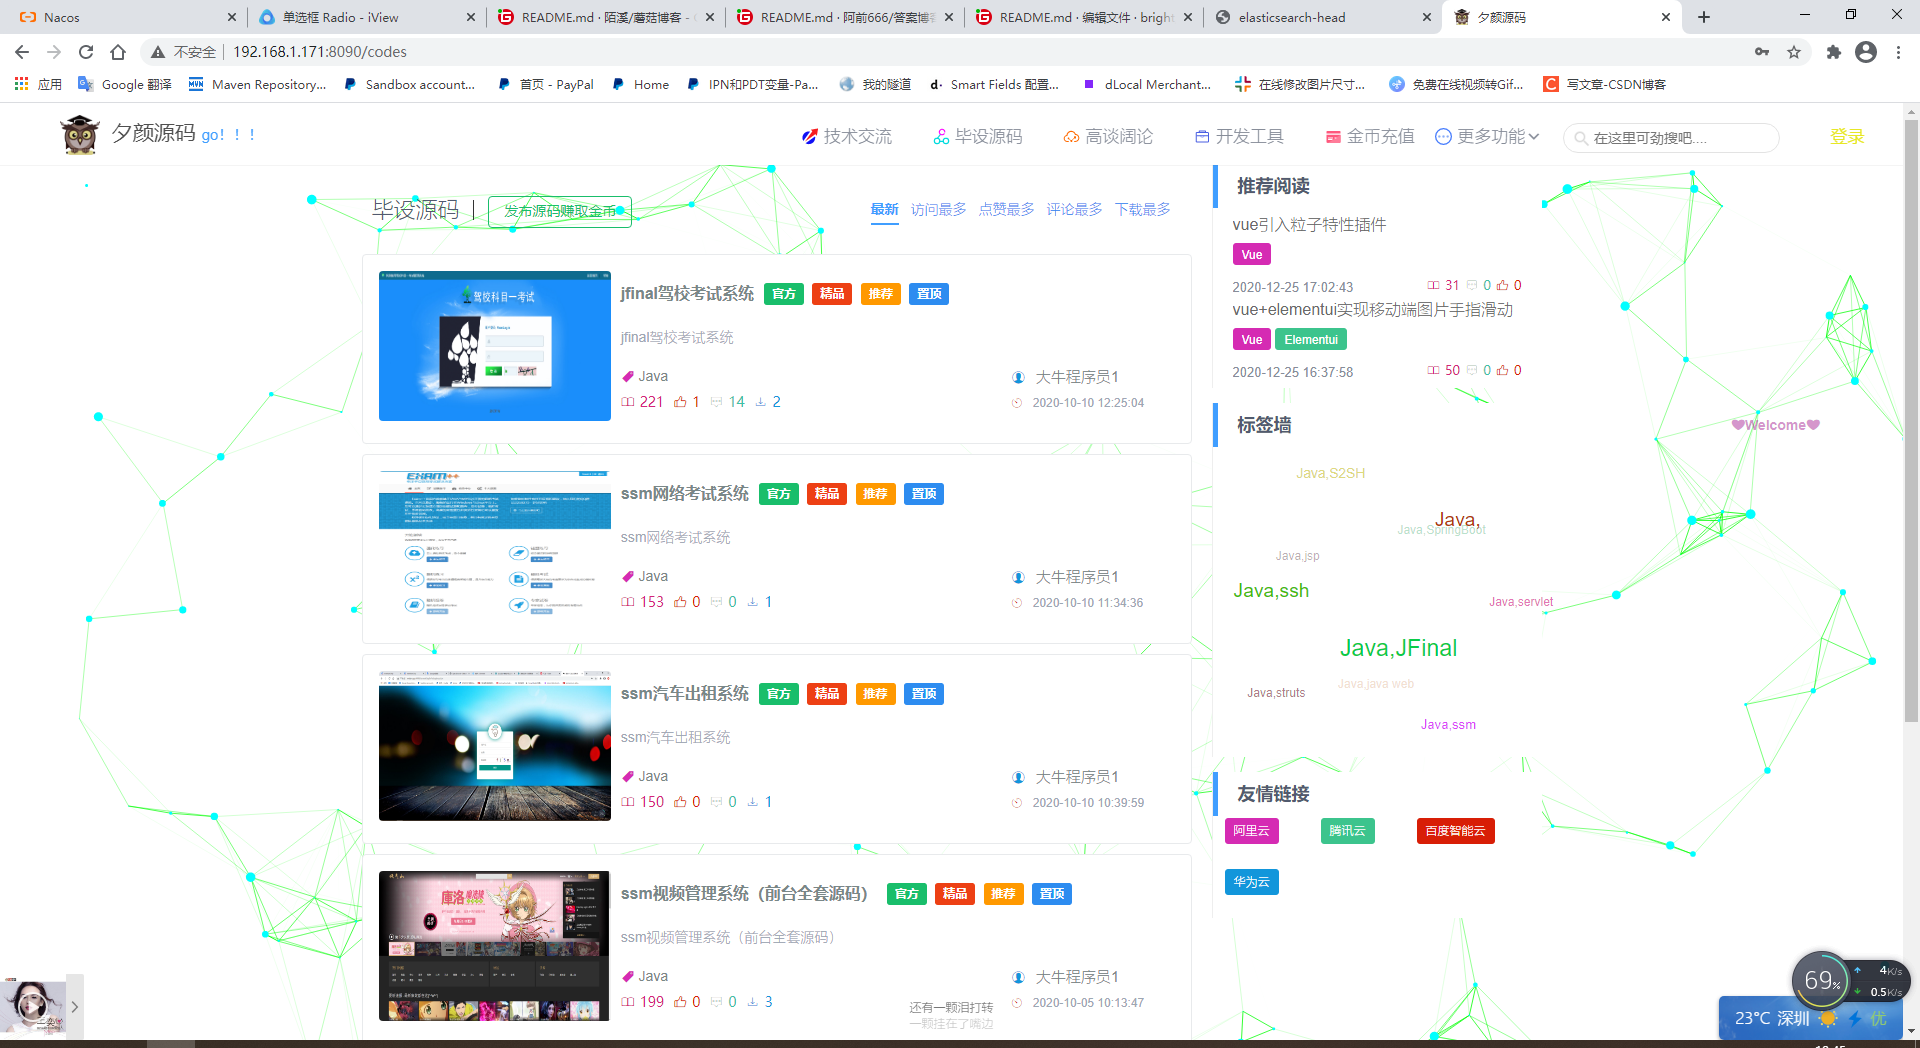 Nacos
单选框 Radio - iView
README.md · 陌溪/蘑菇博客 -
README.md · 阿前666/答案博
README.md · 编辑文件 · bright
elasticsearch-head
夕颜源码
不安全 192.168.1.171:8090/codes
应用
Google 翻译
Maven Repository...
Sandbox account...
首页 - PayPal
Home
IPN和PDT变量-Pa...
我的隧道
Smart Fields 配置...
dLocal Merchant...
在线修改图片尺寸...
免费在线视频转Gif...
写文章-CSDN博客
夕颜源码 go！！！
技术交流
毕设源码
高谈阔论
开发工具
金币充值
更多功能
在这里可劲搜吧....
登录
毕设源码
发布源码赚取金币
最新 访问最多 点赞最多 评论最多 下载最多
驾校科目一考试
jfinal驾校考试系统 官方 精品 推荐 置顶
jfinal驾校考试系统
Java
大牛程序员1
221 1 14 2
2020-10-10 12:25:04
ssm网络考试系统 官方 精品 推荐 置顶
ssm网络考试系统
Java
大牛程序员1
153 0 0 1
2020-10-10 11:34:36
ssm汽车出租系统 官方 精品 推荐 置顶
ssm汽车出租系统
Java
大牛程序员1
150 0 0 1
2020-10-10 10:39:59
ssm视频管理系统（前台全套源码） 官方 精品 推荐 置顶
ssm视频管理系统（前台全套源码）
Java
大牛程序员1
199 0 0 3
2020-10-05 10:13:47
还有一颗泪打转
一颗挂在了嘴边
推荐阅读
vue引入粒子特性插件
Vue
2020-12-25 17:02:43
31 0 0
vue+elementui实现移动端图片手指滑动
Vue Elementui
2020-12-25 16:37:58
50 0 0
标签墙
Welcome
Java,S2SH
Java,
Java,SpringBoot
Java,jsp
Java,ssh
Java,servlet
Java,JFinal
Java,java web
Java,struts
Java,ssm
友情链接
阿里云
腾讯云
百度智能云
华为云
69%
4K/s
0.5K/s
23°C 深圳 优